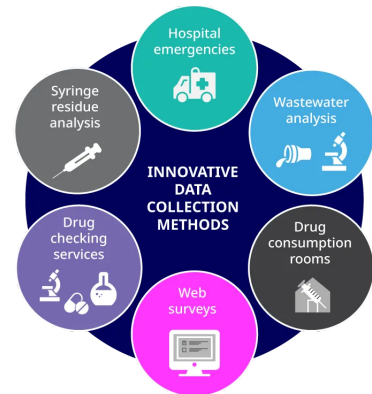 Hospital
emergencies
Syringe
residue
analysis
Wastewater
analysis
INNOVATIVE
DATA
COLLECTION
METHODS
Drug
checking
services
Drug
consumption
rooms
Web
surveys